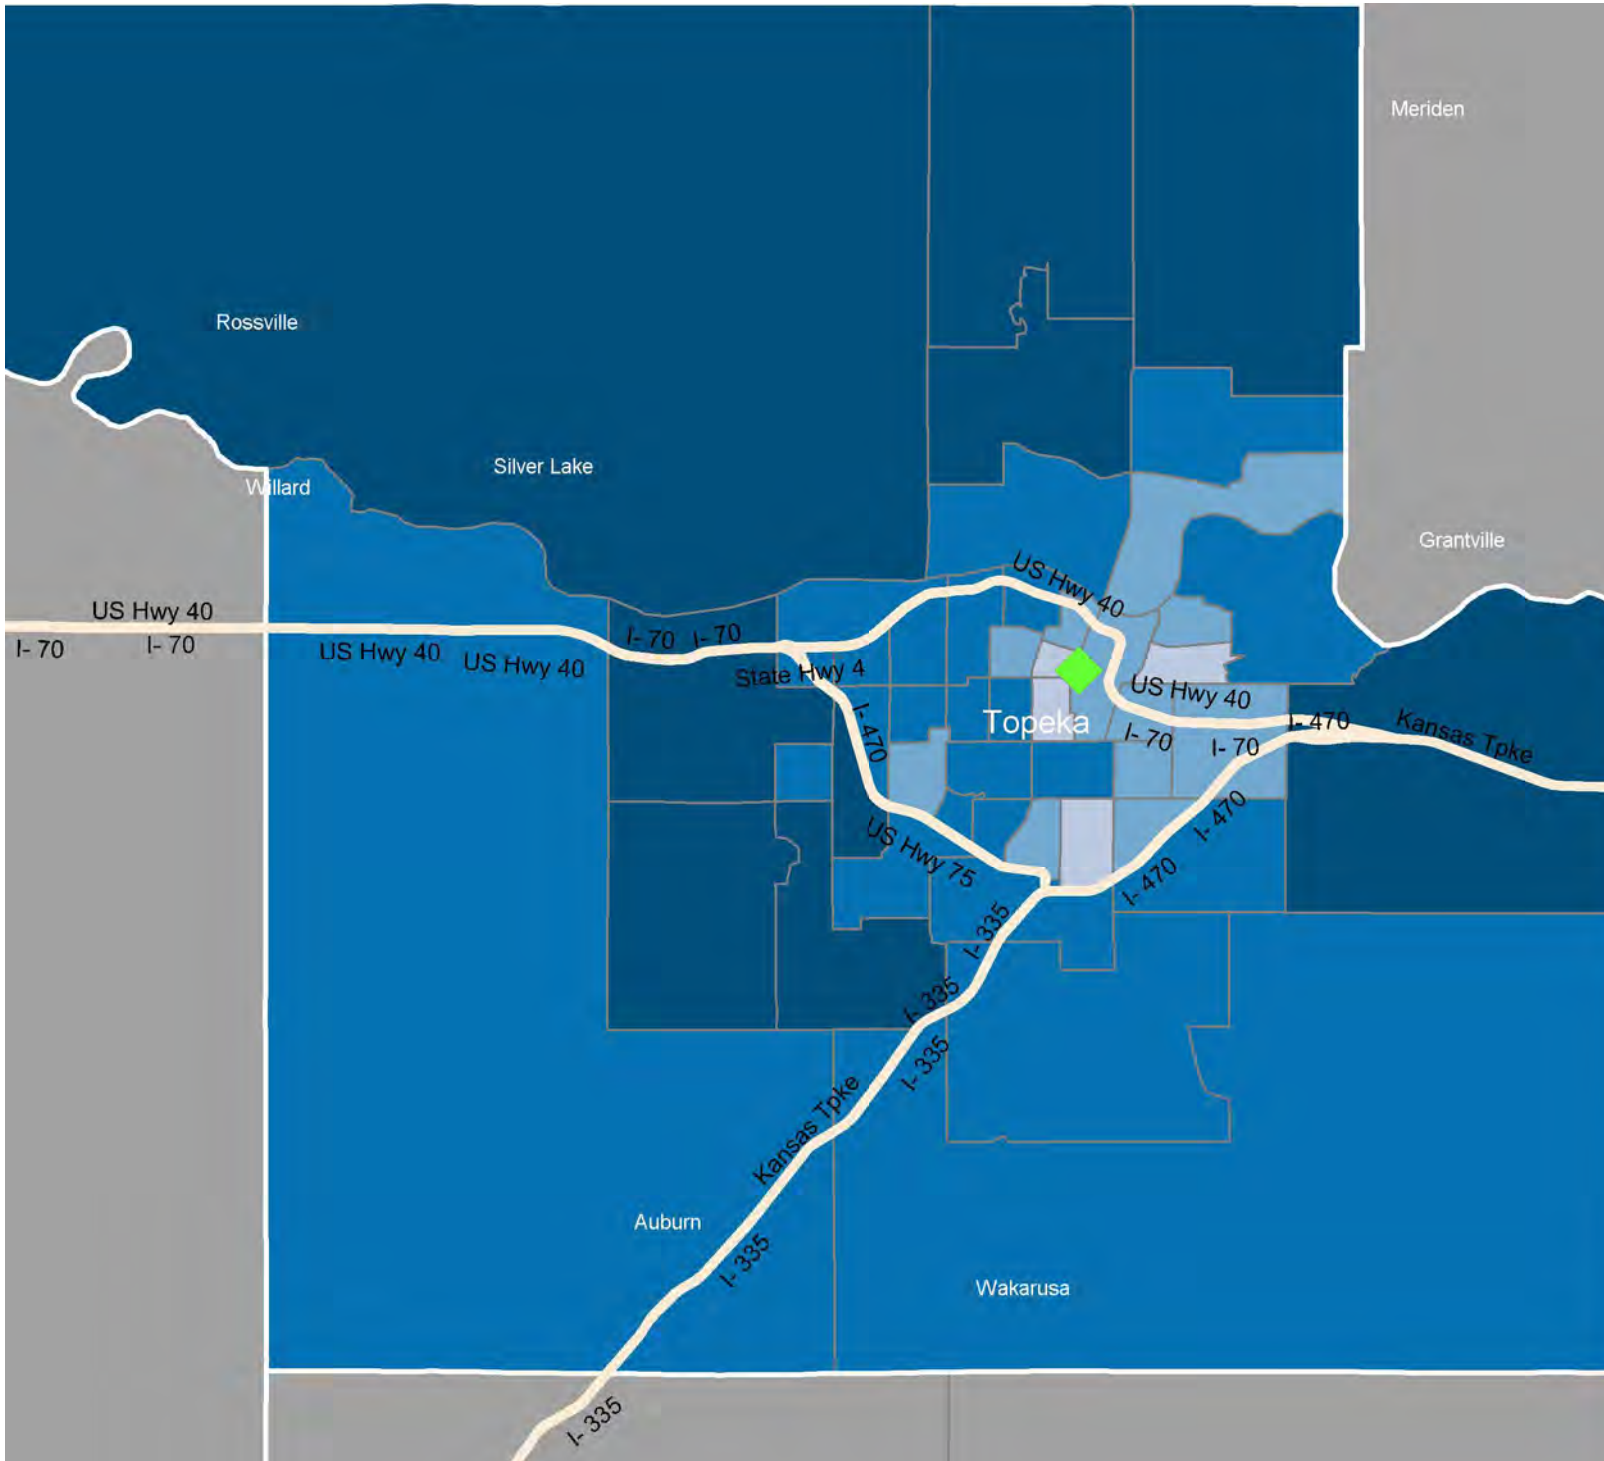 Meriden
Rossville
Silver Lake
Willard
Grantville
US Hwy 40
US Hwy 40
I- 70
I- 70
I- 70
I- 70
US Hwy 40
US Hwy 40
State Hwy 4
US Hwy 40
I- 470
Topeka
I- 70
I- 70
I- 470
Kansas Tpke
I- 470
US Hwy 75
I- 470
I- 335
I- 335
I- 335
Kansas Tpke
Auburn
I- 335
Wakarusa
I- 335